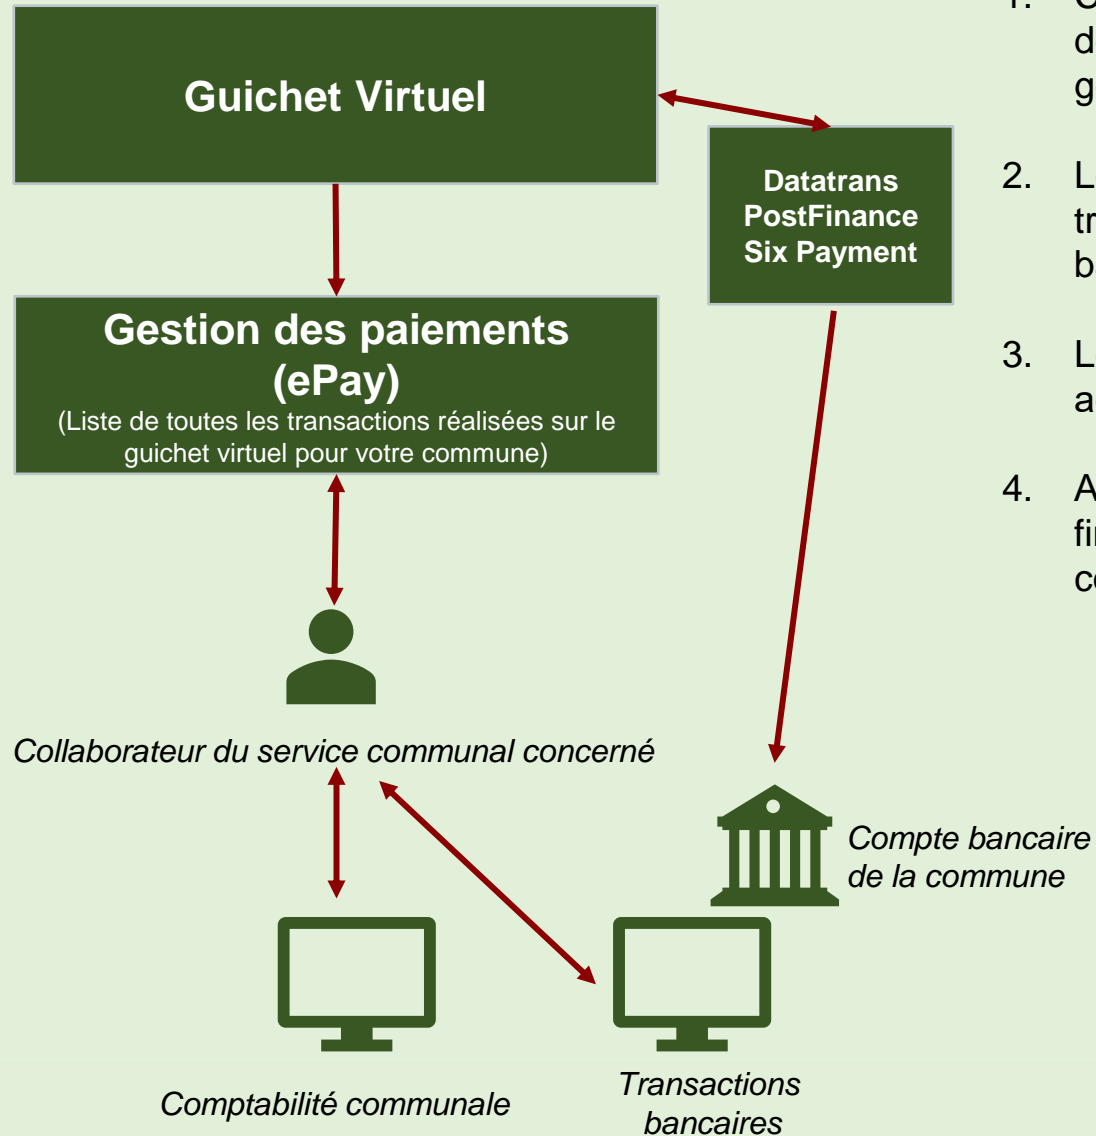 Guichet Virtuel
Datatrans
PostFinance
Six Payment
Gestion des paiements
(ePay)
(Liste de toutes les transactions réalisées sur le
guichet virtuel pour votre commune)
Collaborateur du service communal concerné
Compte bancaire
de la commune
Comptabilité communale
Transactions
bancaires
2.
3.
4.